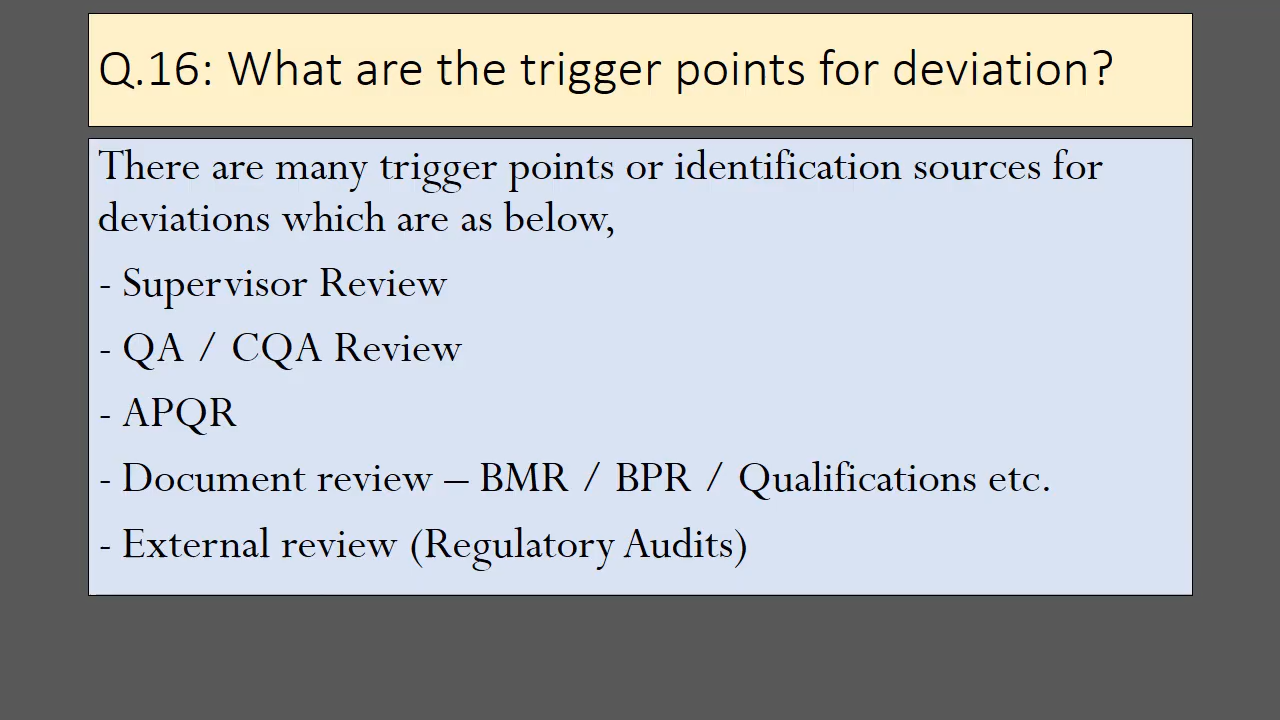 Q.16: What are the trigger points for deviation?
There are many trigger points or identification sources for
deviations which are as below,
- Supervisor Review
- QA / CQA Review
- APQR
- Document review – BMR / BPR / Qualifications etc.
- External review (Regulatory Audits)